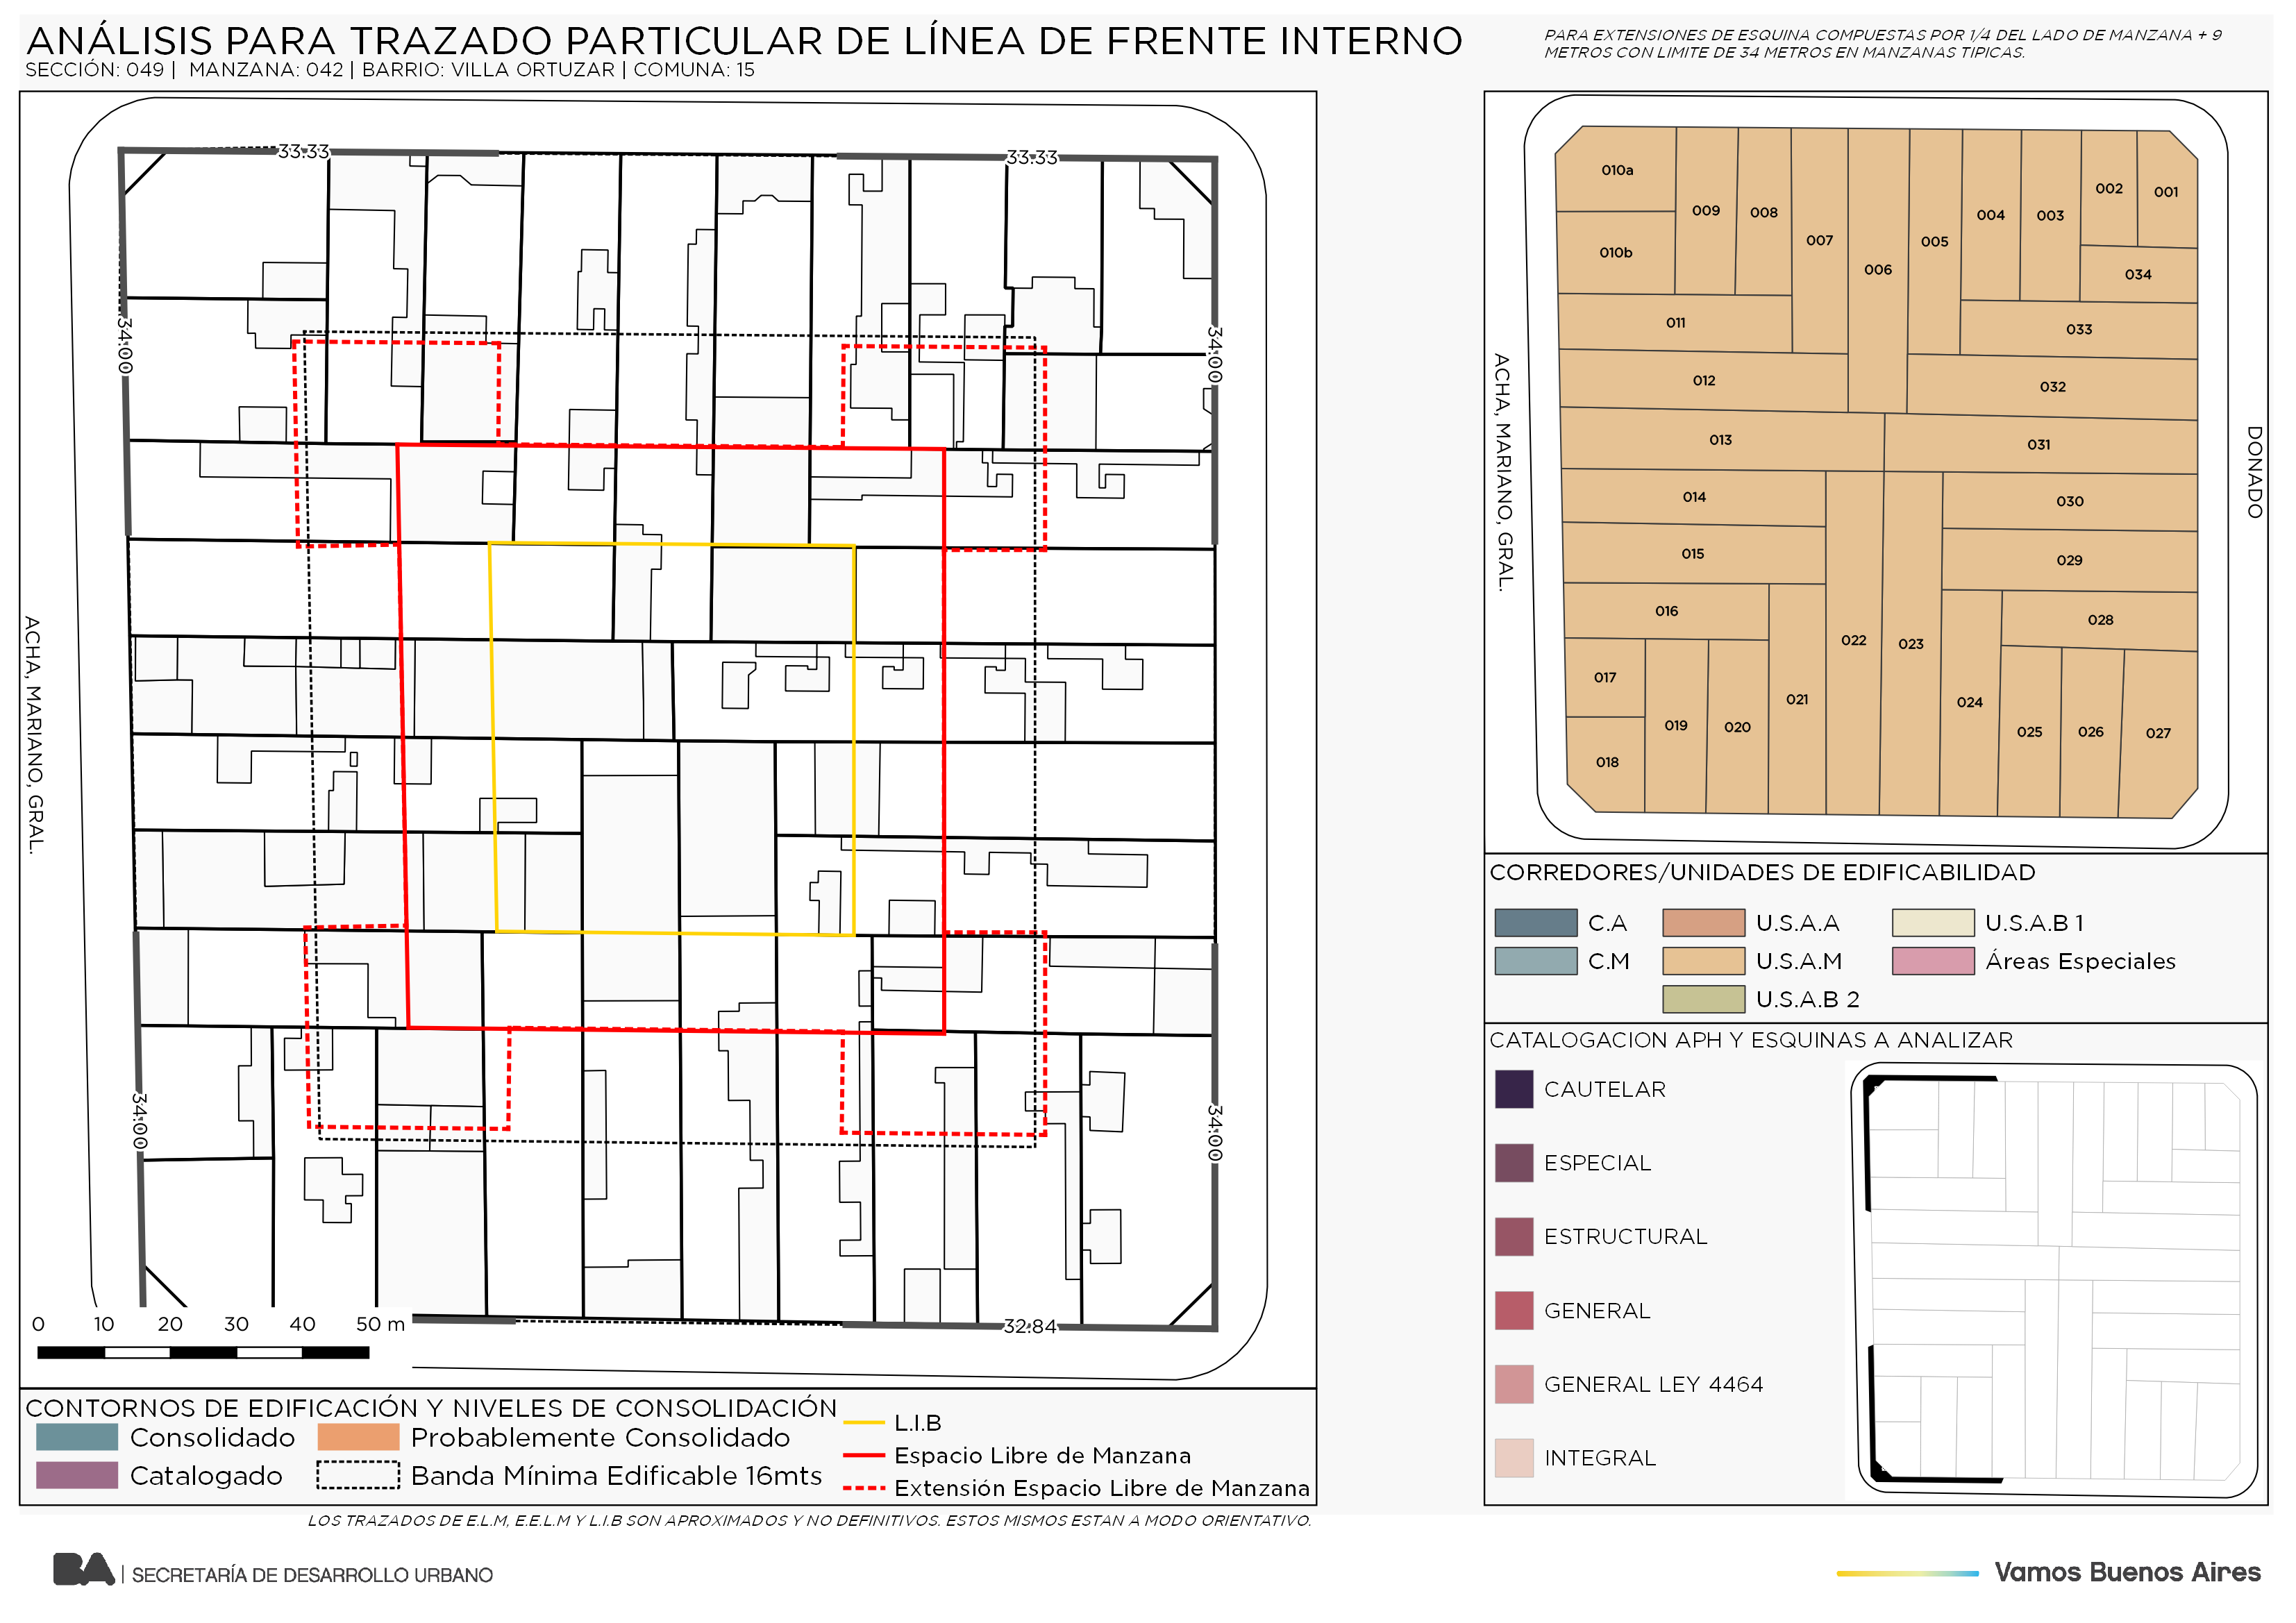 ANÁLISIS PARA TRAZADO PARTICULAR DE LÍNEA DE FRENTE INTERNO
SECCIÓN: 049 | MANZANA: 042 | BARRIO: VILLA ORTUZAR | COMUNA: 15
PARA EXTENSIONES DE ESQUINA COMPUESTAS POR 1/4 DEL LADO DE MANZANA + 9
METROS CON LIMITE DE 34 METROS EN MANZANAS TIPICAS.
33.33
33.33
34.00
34.00
ACHA, MARIANO, GRAL.
34.00
34.00
32.84
0 10 20 30 40 50 m
CONTORNOS DE EDIFICACIÓN Y NIVELES DE CONSOLIDACIÓN
Consolidado
Probablemente Consolidado
Catalogado
Banda Mínima Edificable 16mts
L.I.B
Espacio Libre de Manzana
Extensión Espacio Libre de Manzana
LOS TRAZADOS DE E.L.M, E.E.L.M Y L.I.B SON APROXIMADOS Y NO DEFINITIVOS. ESTOS MISMOS ESTAN A MODO ORIENTATIVO.
010a
009
008
007
006
005
004
003
002
001
010b
034
011
033
012
032
013
031
014
030
015
029
016
028
017
022
023
018
019
020
021
024
025
026
027
ACHA, MARIANO, GRAL.
DONADO
CORREDORES/UNIDADES DE EDIFICABILIDAD
C.A
U.S.A.A
U.S.A.B 1
C.M
U.S.A.M
Áreas Especiales
U.S.A.B 2
CATALOGACION APH Y ESQUINAS A ANALIZAR
CAUTELAR
ESPECIAL
ESTRUCTURAL
GENERAL
GENERAL LEY 4464
INTEGRAL
BA | SECRETARÍA DE DESARROLLO URBANO
Vamos Buenos Aires